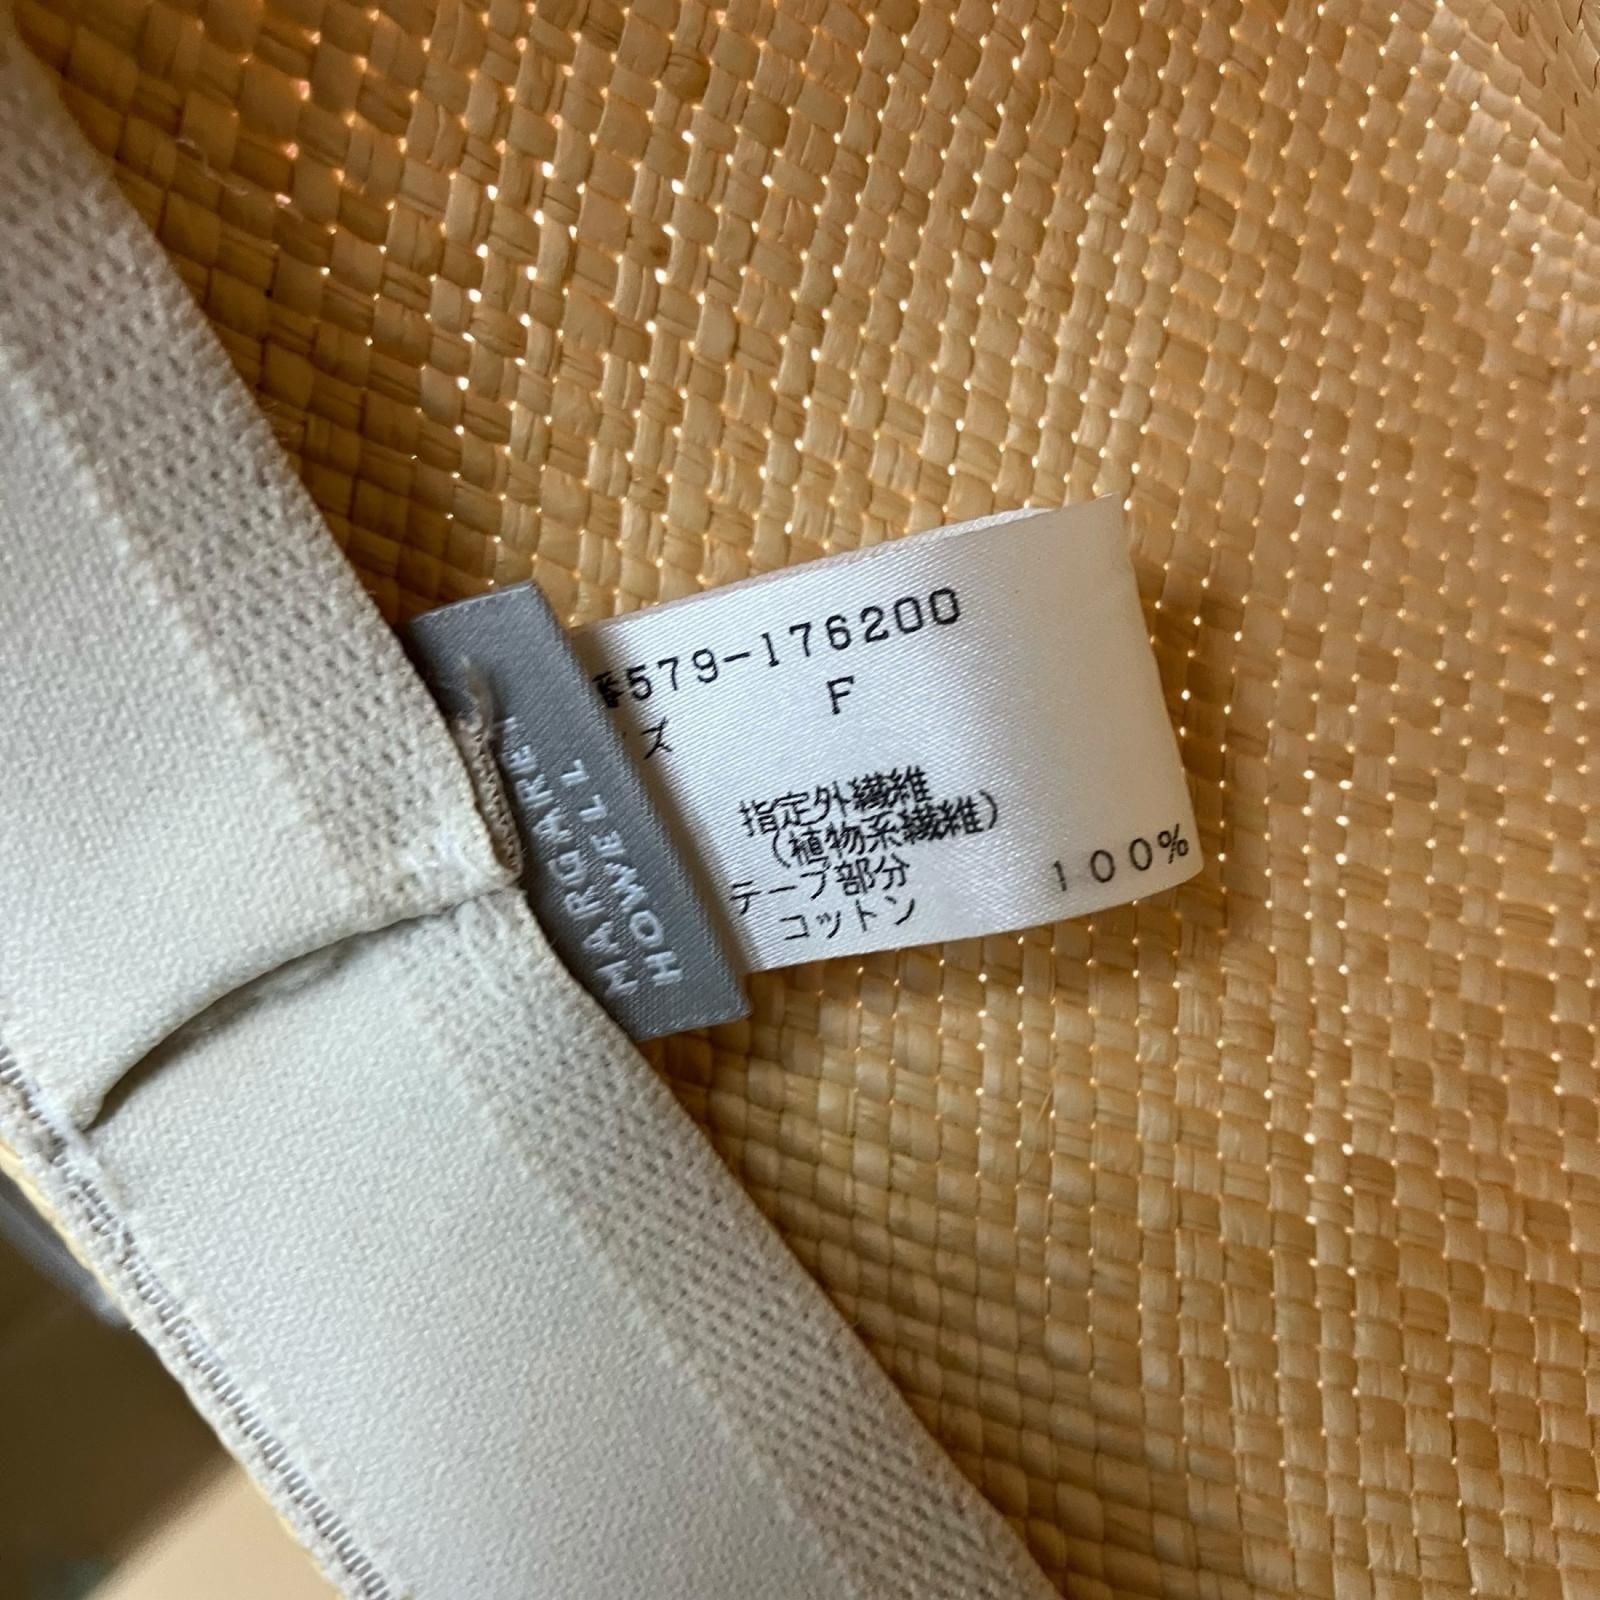 MARGARET
HOWELL
579-176200
ズ F
指定外繊維
(植物系繊維)
100%
テープ部分
コットン